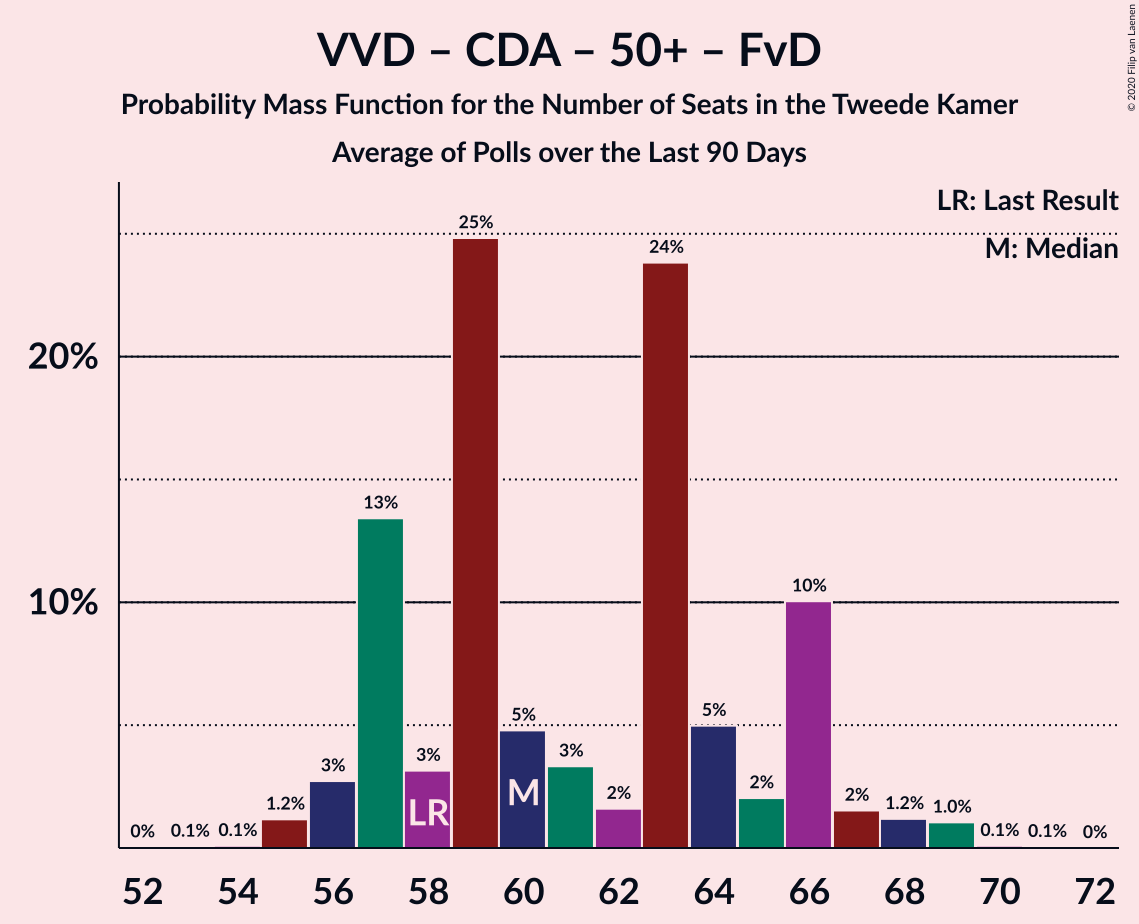 VVD – CDA – 50+ – FvD
Probability Mass Function for the Number of Seats in the Tweede Kamer
Average of Polls over the Last 90 Days
© 2020 Filip van Laenen
LR: Last Result
M: Median
20%
10%
0%
0.1%
0.1%
1.2%
3%
13%
3%
25%
5%
3%
2%
24%
5%
2%
10%
2%
1.2%
1.0%
0.1%
0.1%
0%
LR
M
52 54 56 58 60 62 64 66 68 70 72